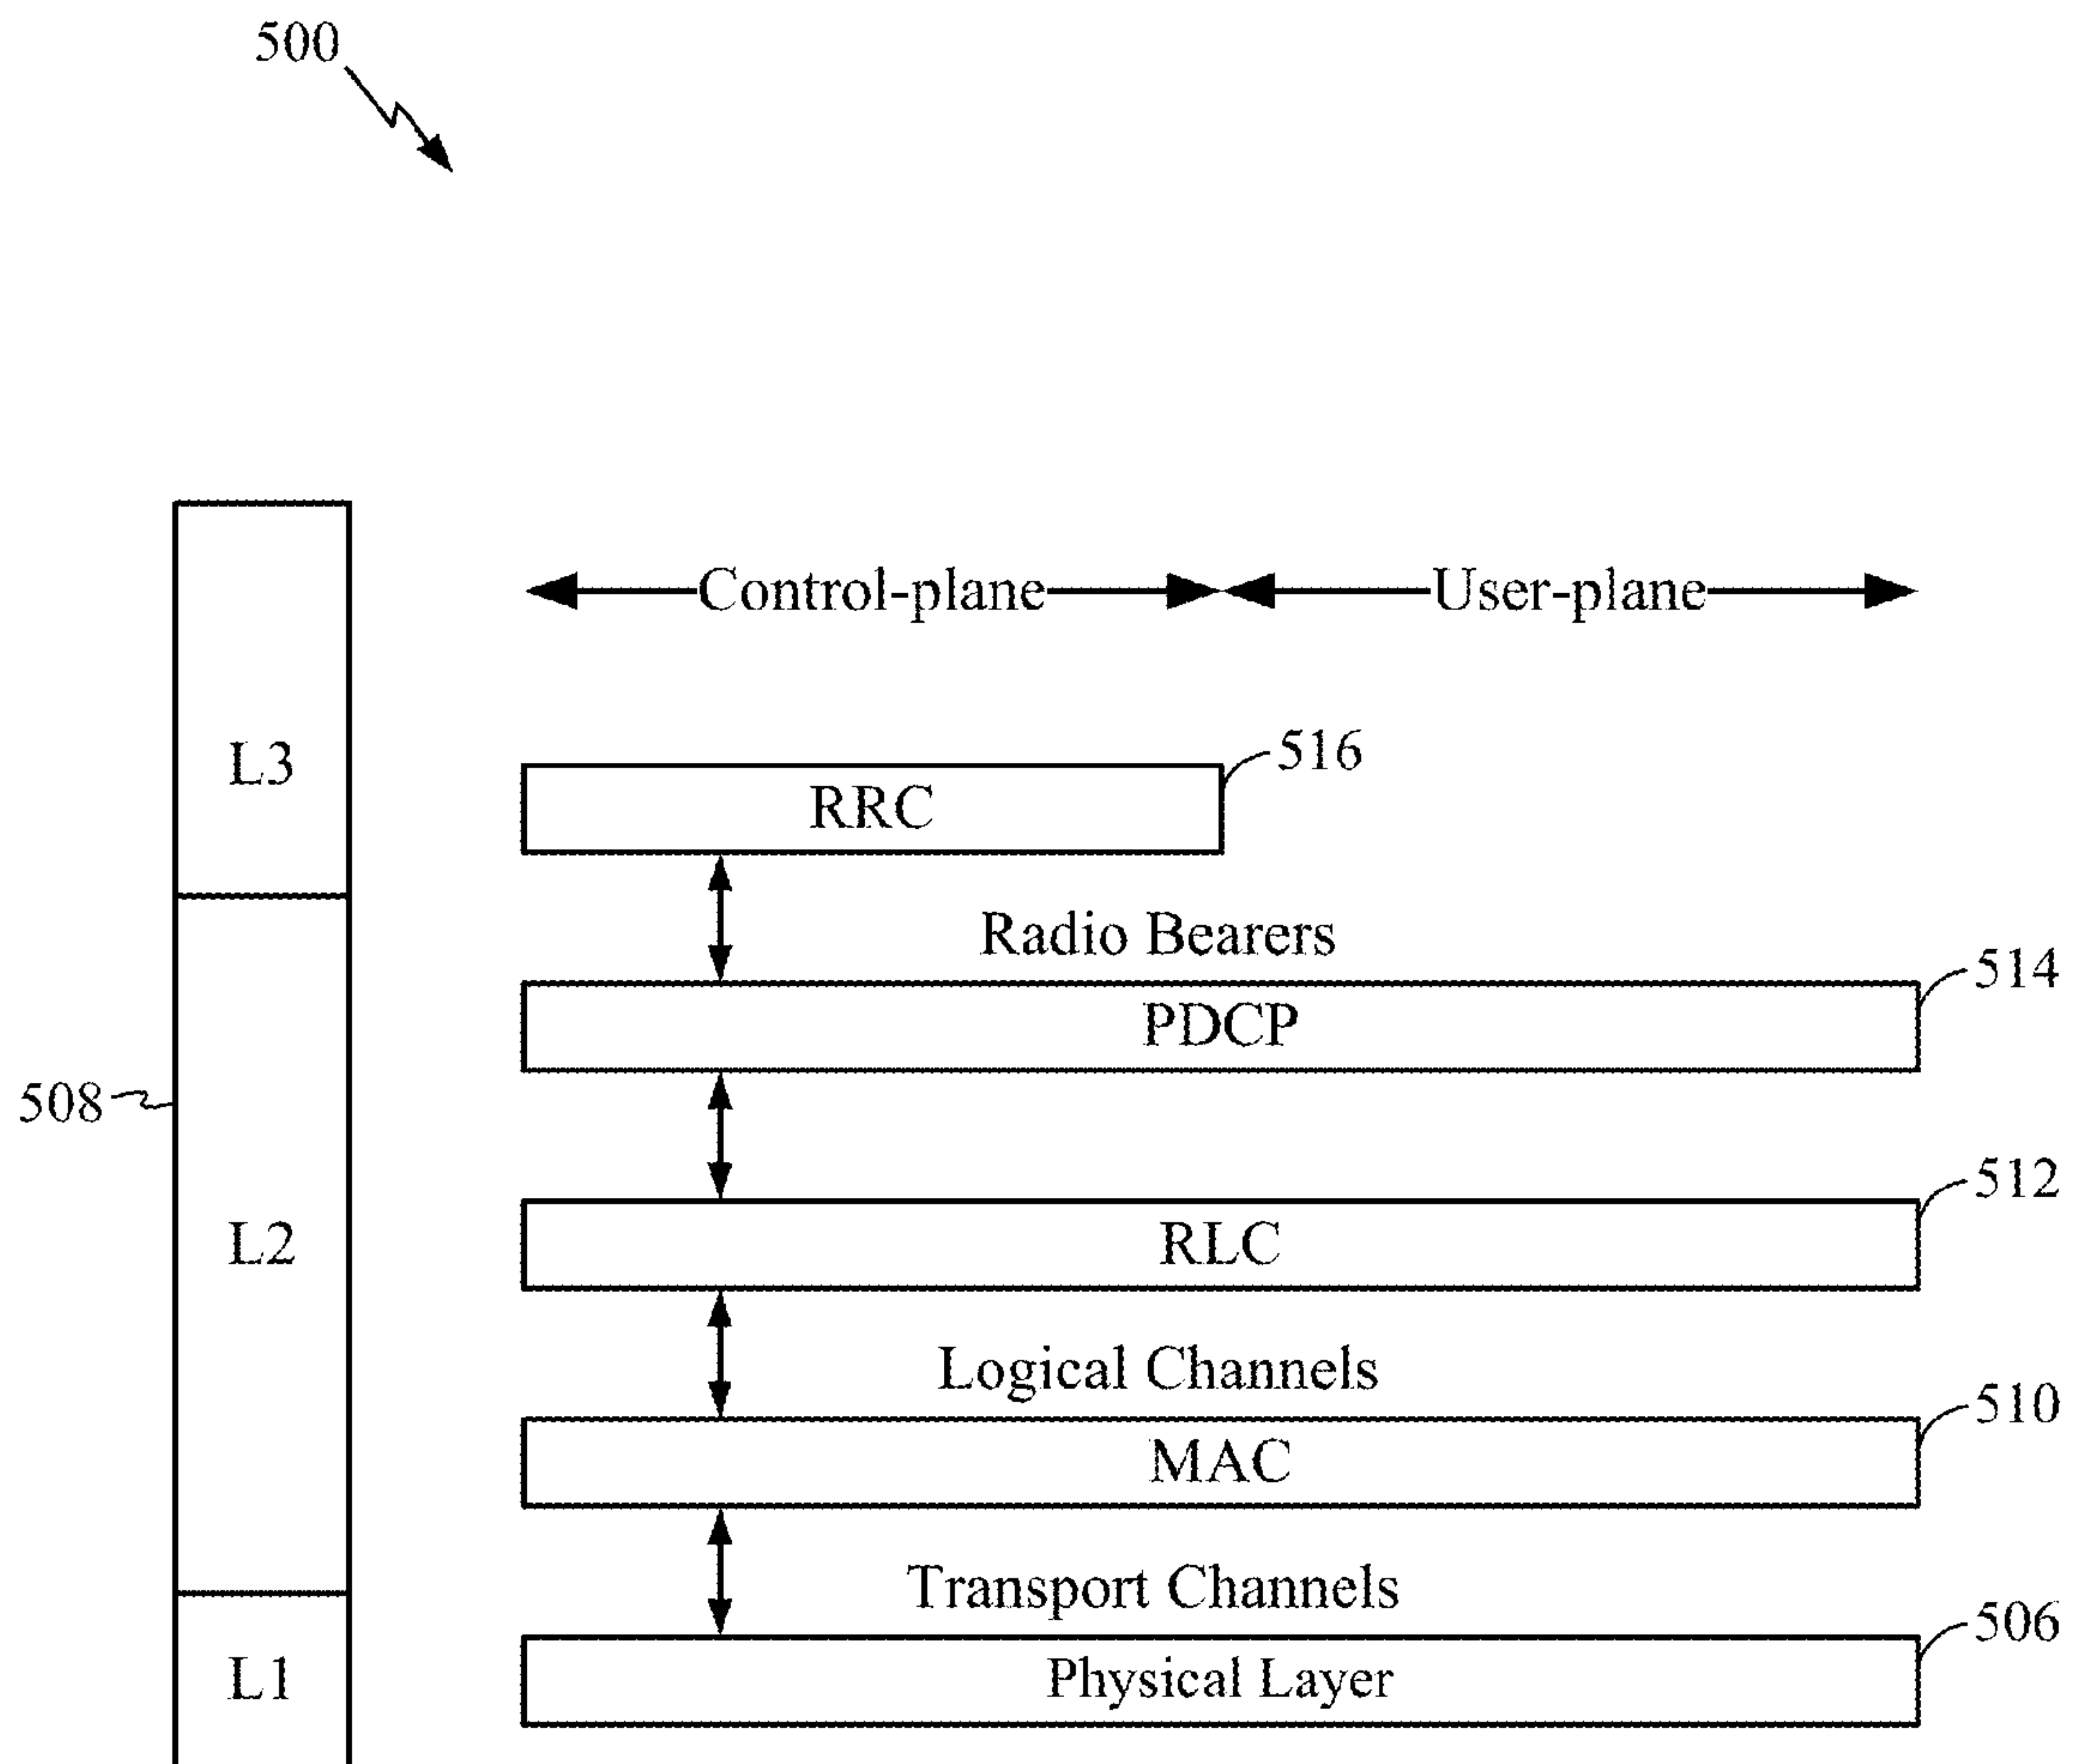 500
Control-plane
User-plane
L3
516
RRC
Radio Bearers
514
PDCP
508
512
L2
RLC
Logical Channels
510
MAC
Transport Channels
506
L1
Physical Layer